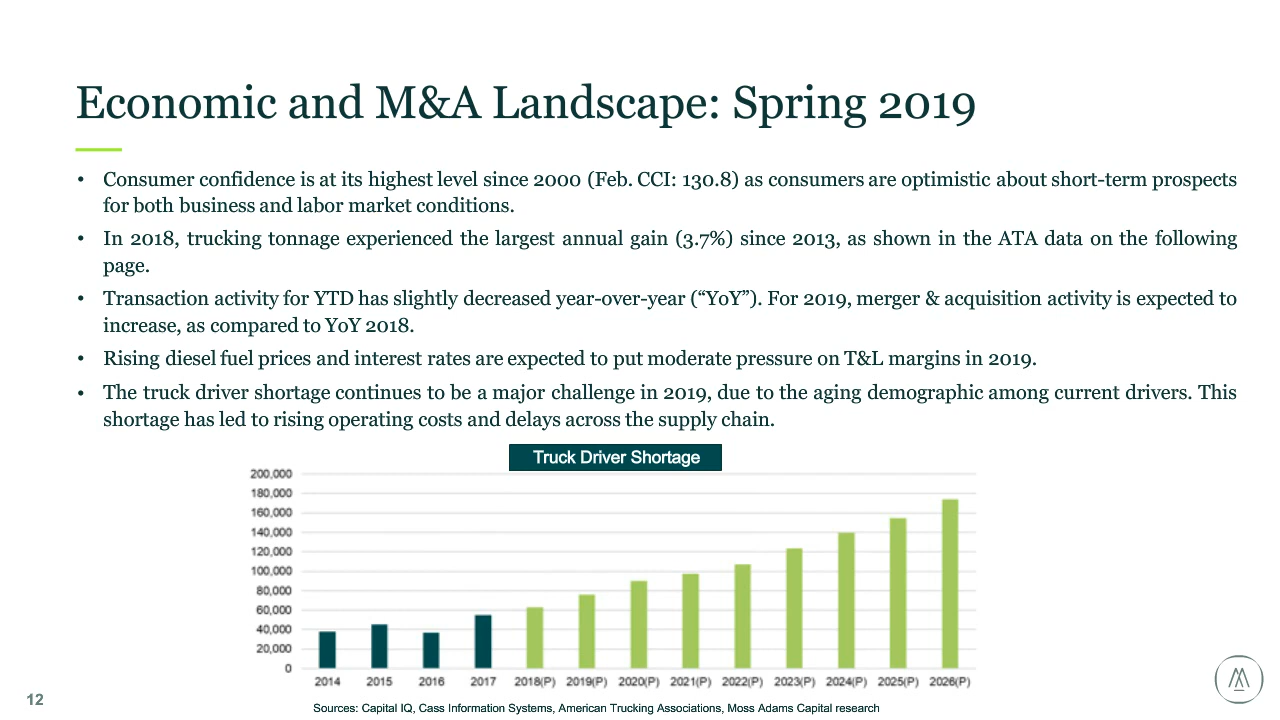 Economic and M&A Landscape: Spring 2019
• Consumer confidence is at its highest level since 2000 (Feb. CCI: 130.8) as consumers are optimistic about short-term prospects
for both business and labor market conditions.
• In 2018, trucking tonnage experienced the largest annual gain (3.7%) since 2013, as shown in the ATA data on the following
page.
• Transaction activity for YTD has slightly decreased year-over-year (“YoY”). For 2019, merger & acquisition activity is expected to
increase, as compared to YoY 2018.
• Rising diesel fuel prices and interest rates are expected to put moderate pressure on T&L margins in 2019.
• The truck driver shortage continues to be a major challenge in 2019, due to the aging demographic among current drivers. This
shortage has led to rising operating costs and delays across the supply chain.
Truck Driver Shortage
200,000
180,000
160,000
140,000
120,000
100,000
80,000
60,000
40,000
20,000
0
2014 2015 2016 2017 2018(P) 2019(P) 2020(P) 2021(P) 2022(P) 2023(P) 2024(P) 2025(P) 2026(P)
12
Sources: Capital IQ, Cass Information Systems, American Trucking Associations, Moss Adams Capital research